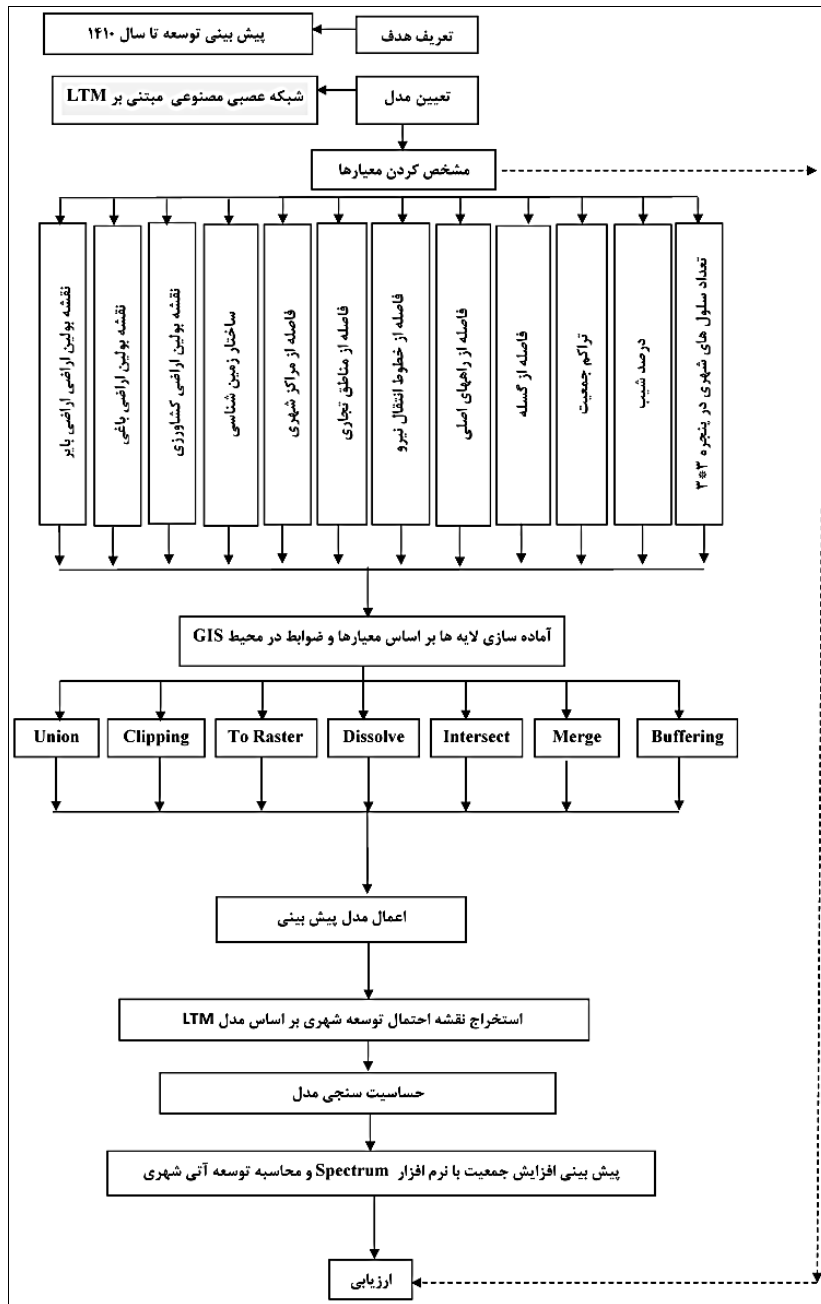 تعریف هدف
پیش بینی توسعه تا سال ۱۴۱۰
تعیین مدل
شبکه عصبی مصنوعی مبتنی بر LTM
مشخص کردن معیارها
تعداد سلول های شهری در پنجره ۳*۳
درصد شیب
تراکم جمعیت
فاصله از گسله
فاصله از راههای اصلی
فاصله از خطوط انتقال نیرو
فاصله از مناطق تجاری
فاصله از مراکز شهری
ساختار زمین شناسی
نقشه بولین اراضی کشاورزی
نقشه بولین اراضی باغی
نقشه بولین اراضی اراضی بایر
آماده سازی لایه ها بر اساس معیارها و ضوابط در محیط GIS
Union
Clipping
To Raster
Dissolve
Intersect
Merge
Buffering
اعمال مدل پیش بینی
استخراج نقشه احتمال توسعه شهری بر اساس مدل LTM
حساسیت سنجی مدل
پیش بینی افزایش جمعیت با نرم افزار Spectrum و محاسبه توسعه آتی شهری
ارزیابی